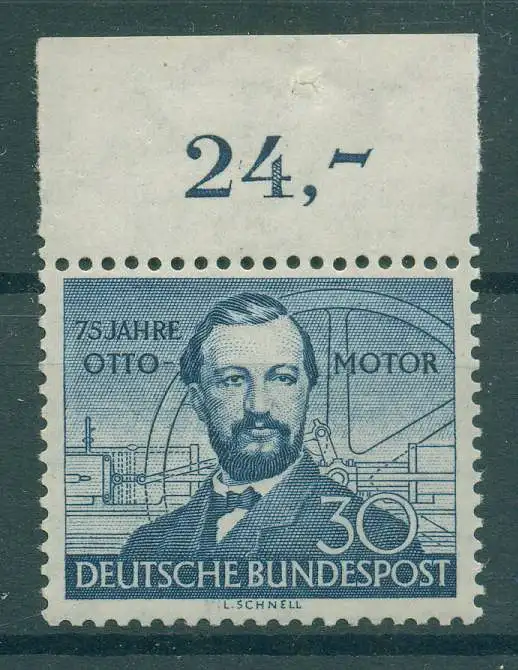 24,-
75 JAHRE
OTTO- MOTOR
30
DEUTSCHE BUNDESPOST
L. SCHNELL